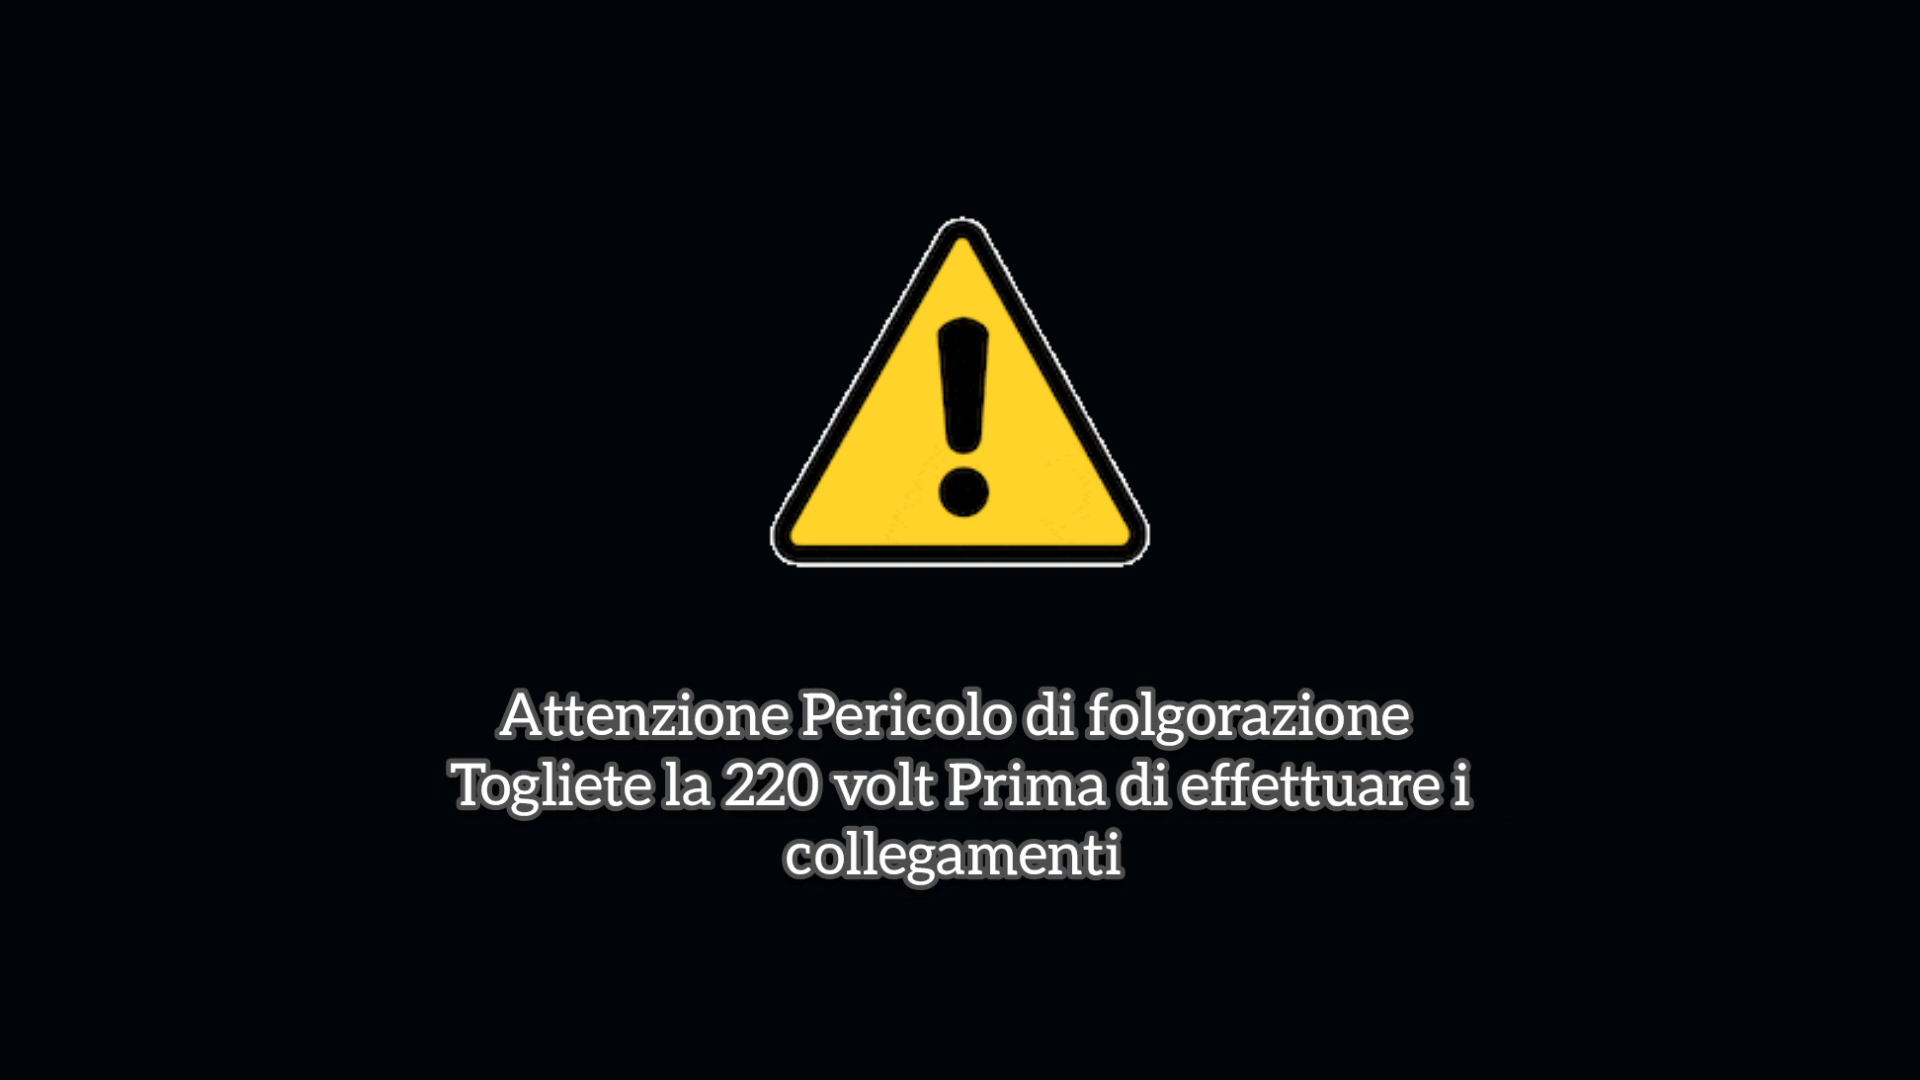 Attenzione Pericolo di folgorazione
Togliete la 220 volt Prima di effettuare i
collegamenti